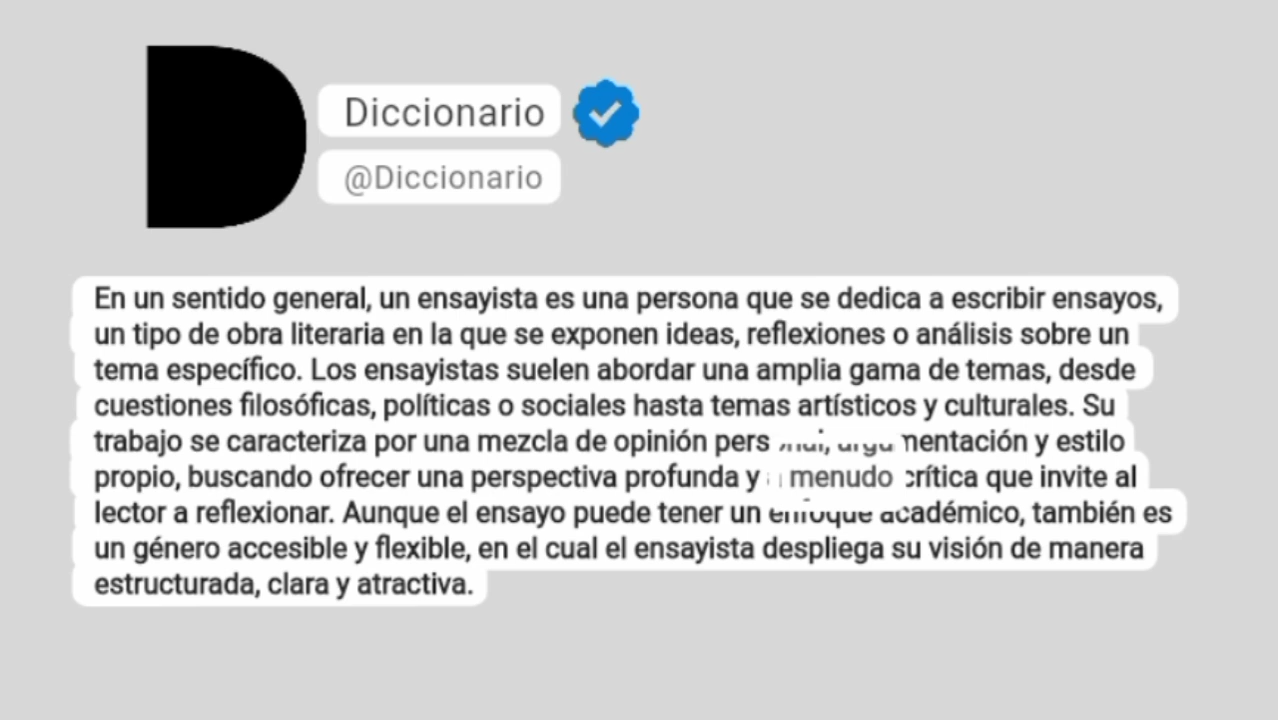 Diccionario
@Diccionario
En un sentido general, un ensayista es una persona que se dedica a escribir ensayos,
un tipo de obra literaria en la que se exponen ideas, reflexiones o análisis sobre un
tema específico. Los ensayistas suelen abordar una amplia gama de temas, desde
cuestiones filosóficas, políticas o sociales hasta temas artísticos y culturales. Su
trabajo se caracteriza por una mezcla de opinión y estilo
propio, buscando ofrecer una perspectiva profunda y menudo crítica que invite al
lector a reflexionar. Aunque el ensayo puede tener un enfoque académico, también es
un género accesible y flexible, en el cual el ensayista despliega su visión de manera
estructurada, clara y atractiva.